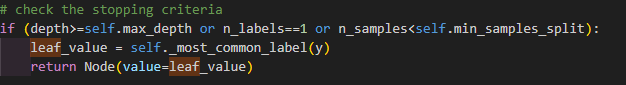 # check the stopping criteria
if (depth>=self.max_depth or n_labels==1 or n_samples<self.min_samples_split):
    leaf_value = self._most_common_label(y)
    return Node(value=leaf_value)